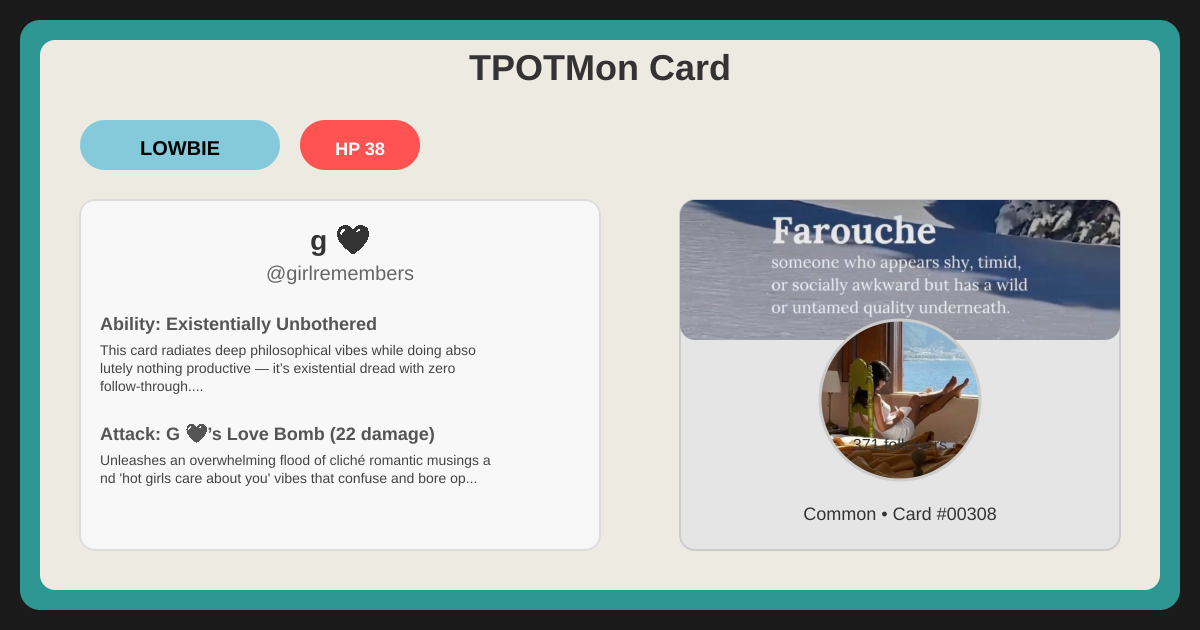 TPOTMon Card
LOWBIE
HP 38
g 🖤
@girlremembers
Ability: Existentially Unbothered
This card radiates deep philosophical vibes while doing abso
lutely nothing productive — it’s existential dread with zero
follow-through....
Attack: G 🖤’s Love Bomb (22 damage)
Unleashes an overwhelming flood of cliché romantic musings a
nd 'hot girls care about you' vibes that confuse and bore op...
Farouche
someone who appears shy, timid,
or socially awkward but has a wild
or untamed quality underneath.
371 followers
Common • Card #00308